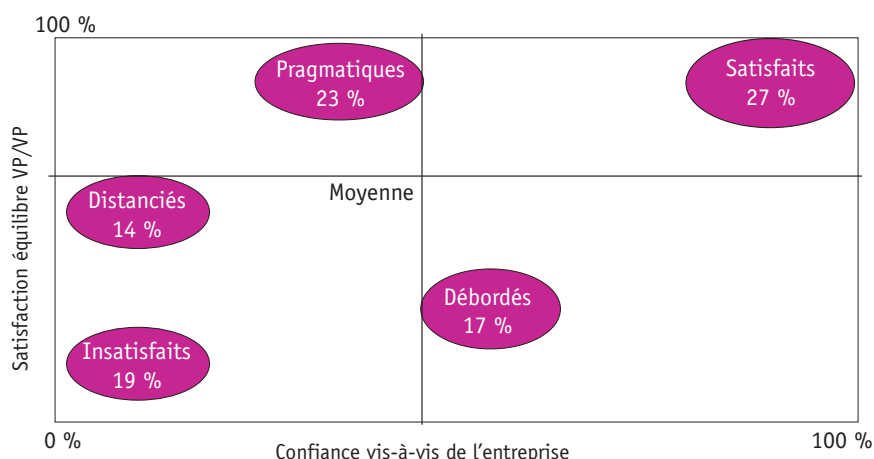 100 %
Pragmatiques
23 %
Satisfaits
27 %
Satisfaction équilibre VP/VP
Moyenne
Distanciés
14 %
Débordés
17 %
Insatisfaits
19 %
0 %
100 %
Confiance vis-à-vis de l’entreprise